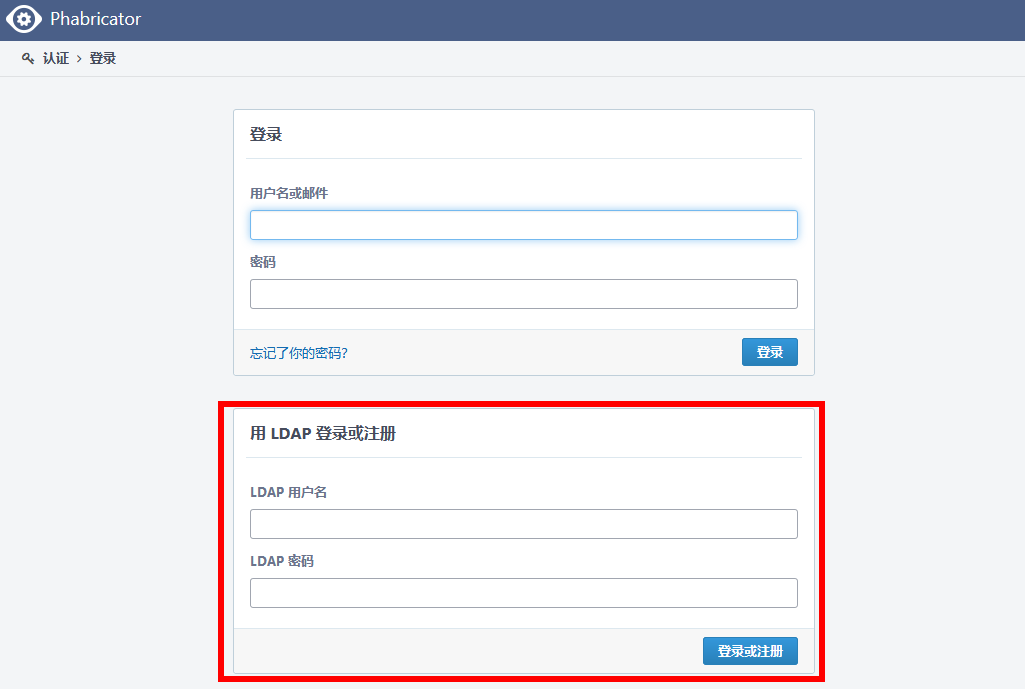 Phabricator
认证 > 登录
登录
用户名或邮件
密码
忘记了你的密码?
登录
用 LDAP 登录或注册
LDAP 用户名
LDAP 密码
登录或注册